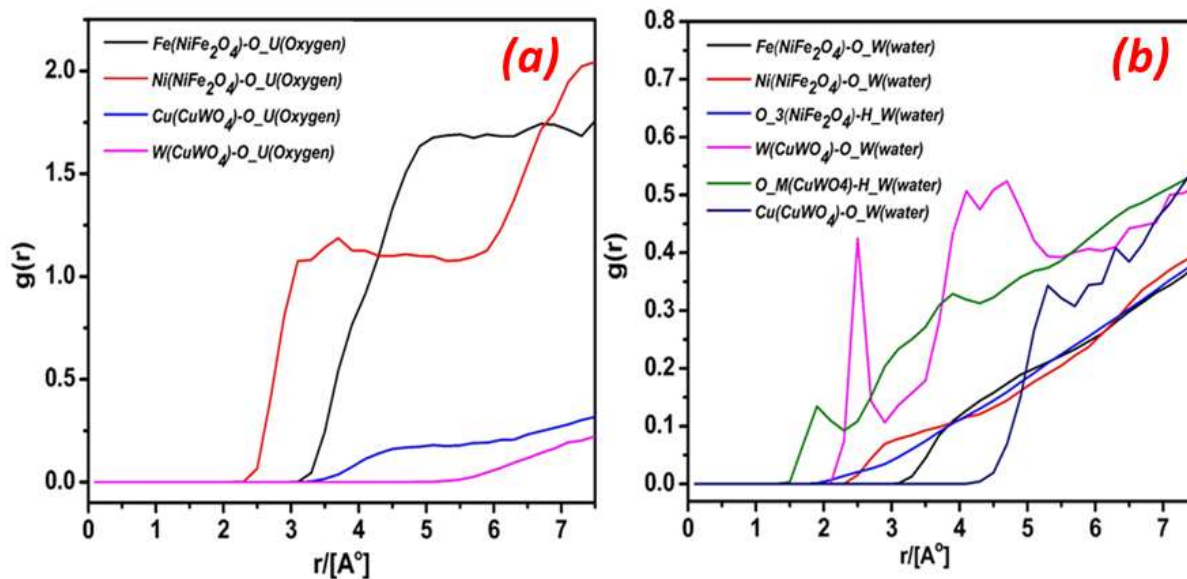 (a)
Fe(NiFe2O4)-O_U(Oxygen)
Ni(NiFe2O4)-O_U(Oxygen)
Cu(CuWO4)-O_U(Oxygen)
W(CuWO4)-O_U(Oxygen)
g(r)
2.0
1.5
1.0
0.5
0.0
0 1 2 3 4 5 6 7
r/[A°]
(b)
Fe(NiFe2O4)-O_W(water)
Ni(NiFe2O4)-O_W(water)
O_3(NiFe2O4)-H_W(water)
W(CuWO4)-O_W(water)
O_M(CuWO4)-H_W(water)
Cu(CuWO4)-O_W(water)
g(r)
0.8
0.7
0.6
0.5
0.4
0.3
0.2
0.1
0.0
0 1 2 3 4 5 6 7
r/[A°]